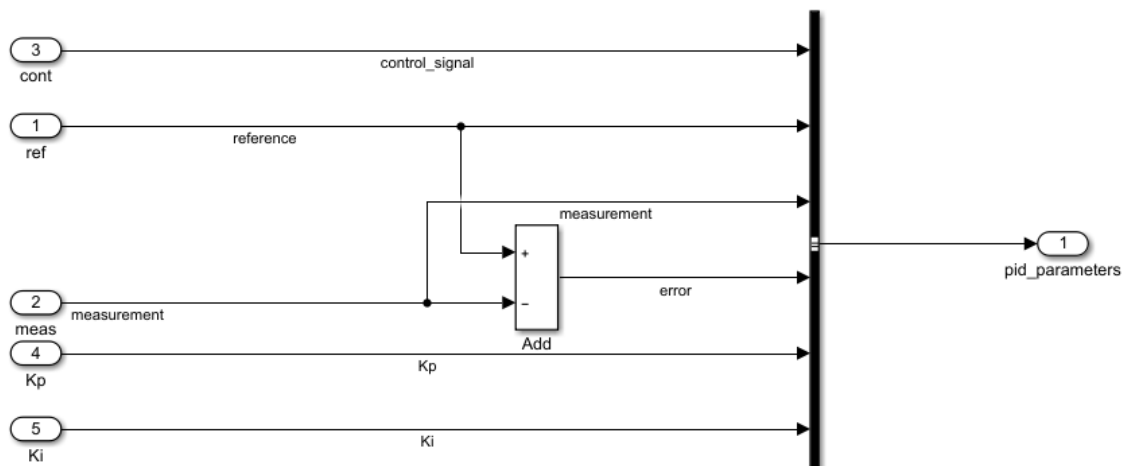 3
cont
control_signal
1
ref
reference
measurement
+
1
pid_parameters
error
2
meas
measurement
−
Add
4
Kp
Kp
5
Ki
Ki